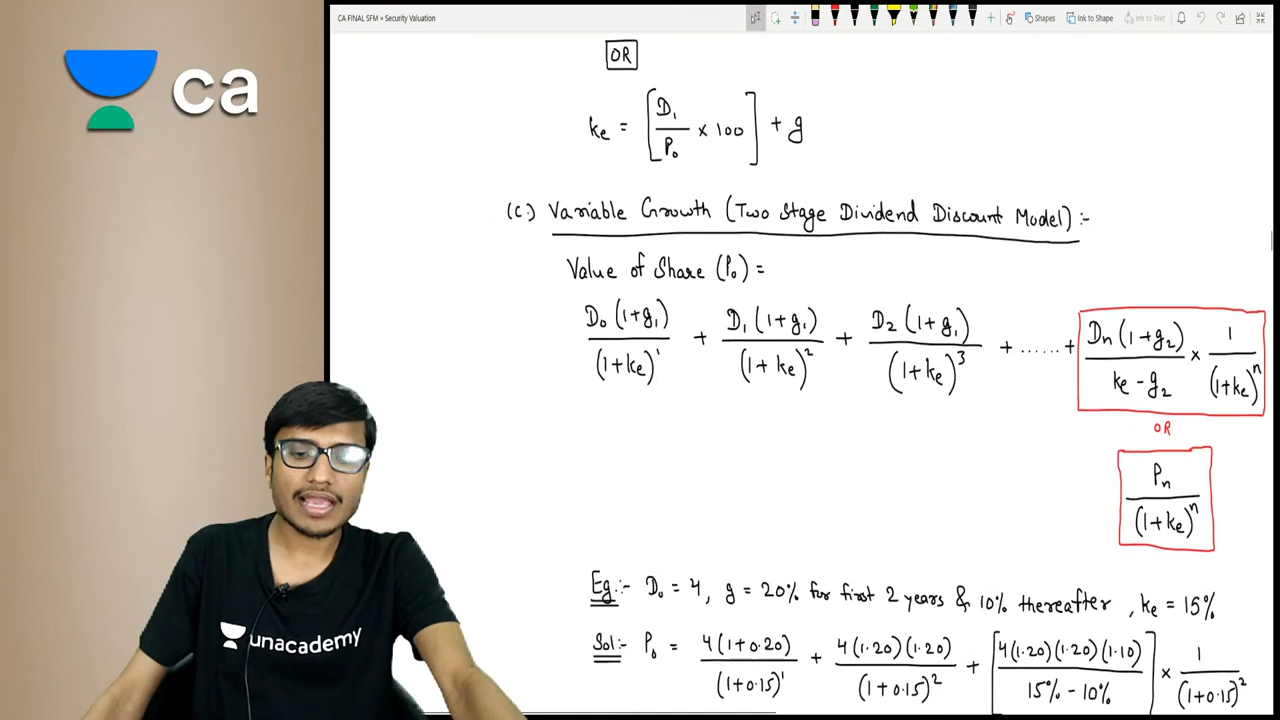 CA FINAL SFM » Security Valuation
Shapes
Ink to Shape
Ink to Text
ca
OR
ke = [D₁/P₀ × 100] + g
(C.) Variable Growth (Two Stage Dividend Discount Model) :-
Value of Share (P₀) =
D₀(1+g₁)/(1+ke)¹ + D₁(1+g₁)/(1+ke)² + D₂(1+g₁)/(1+ke)³ + ...... + Dn(1+g₂)/ke-g₂ × 1/(1+ke)ⁿ
OR
Pn/(1+ke)ⁿ
Eg:- D₀ = 4, g = 20% for first 2 years & 10% thereafter, ke = 15%
Sol:- P₀ = 4(1+0.20)/(1+0.15)¹ + 4(1.20)(1.20)/(1+0.15)² + [4(1.20)(1.20)(1.10)/15%-10%] × 1/(1+0.15)²
unacademy